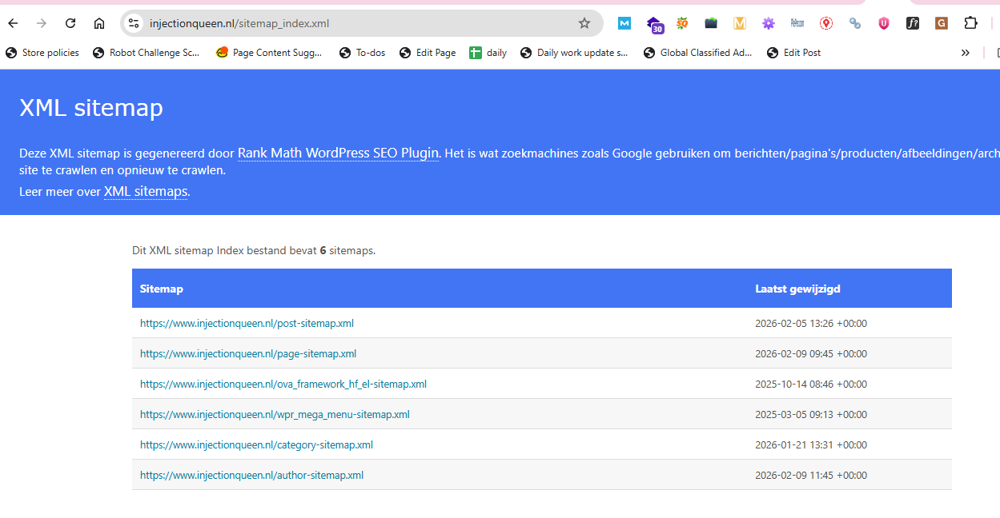 injectionqueen.nl/sitemap_index.xml
30
Store policies
Robot Challenge Sc...
Page Content Sugg...
To-dos
Edit Page
daily
Daily work update s...
Global Classified Ad...
Edit Post
XML sitemap
Deze XML sitemap is gegenereerd door Rank Math WordPress SEO Plugin. Het is wat zoekmachines zoals Google gebruiken om berichten/pagina's/producten/afbeeldingen/arch
site te crawlen en opnieuw te crawlen.
Leer meer over XML sitemaps.
Dit XML sitemap Index bestand bevat 6 sitemaps.
Sitemap Laatst gewijzigd
https://www.injectionqueen.nl/post-sitemap.xml 2026-02-05 13:26 +00:00
https://www.injectionqueen.nl/page-sitemap.xml 2026-02-09 09:45 +00:00
https://www.injectionqueen.nl/ova_framework_hf_el-sitemap.xml 2025-10-14 08:46 +00:00
https://www.injectionqueen.nl/wpr_mega_menu-sitemap.xml 2025-03-05 09:13 +00:00
https://www.injectionqueen.nl/category-sitemap.xml 2026-01-21 13:31 +00:00
https://www.injectionqueen.nl/author-sitemap.xml 2026-02-09 11:45 +00:00